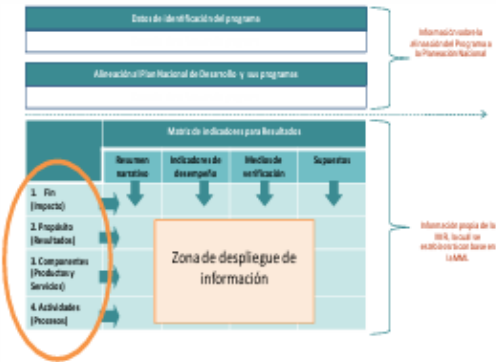 Datos de identificación del programa
Información sobre la
alineación del Programa a
la Planeación Nacional
Alineación al Plan Nacional de Desarrollo y sus programas
Matriz de Indicadores para Resultados
Resumen
narrativo
Indicadores de
desempeño
Medios de
verificación
Supuestos
1. Fin
(Impacto)
2. Propósito
(Resultados)
3. Componentes
(Productos y
Servicios)
4. Actividades
(Procesos)
Zona de despliegue de
información
Información propia de la
MIR, la cual se
con base en
la MML